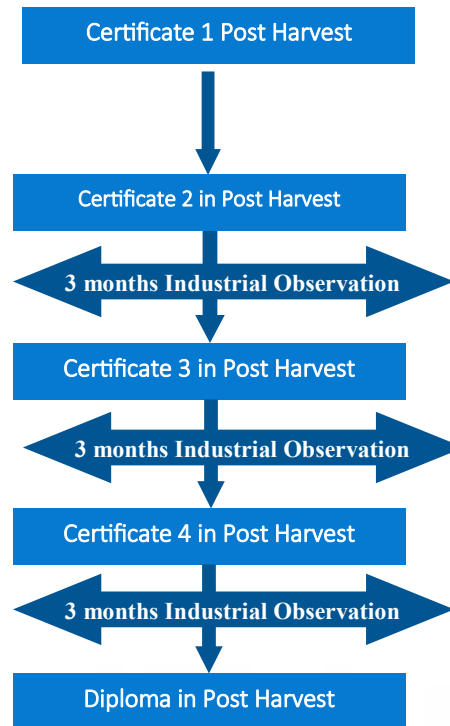 Certificate 1 Post Harvest
Certificate 2 in Post Harvest
3 months Industrial Observation
Certificate 3 in Post Harvest
3 months Industrial Observation
Certificate 4 in Post Harvest
3 months Industrial Observation
Diploma in Post Harvest